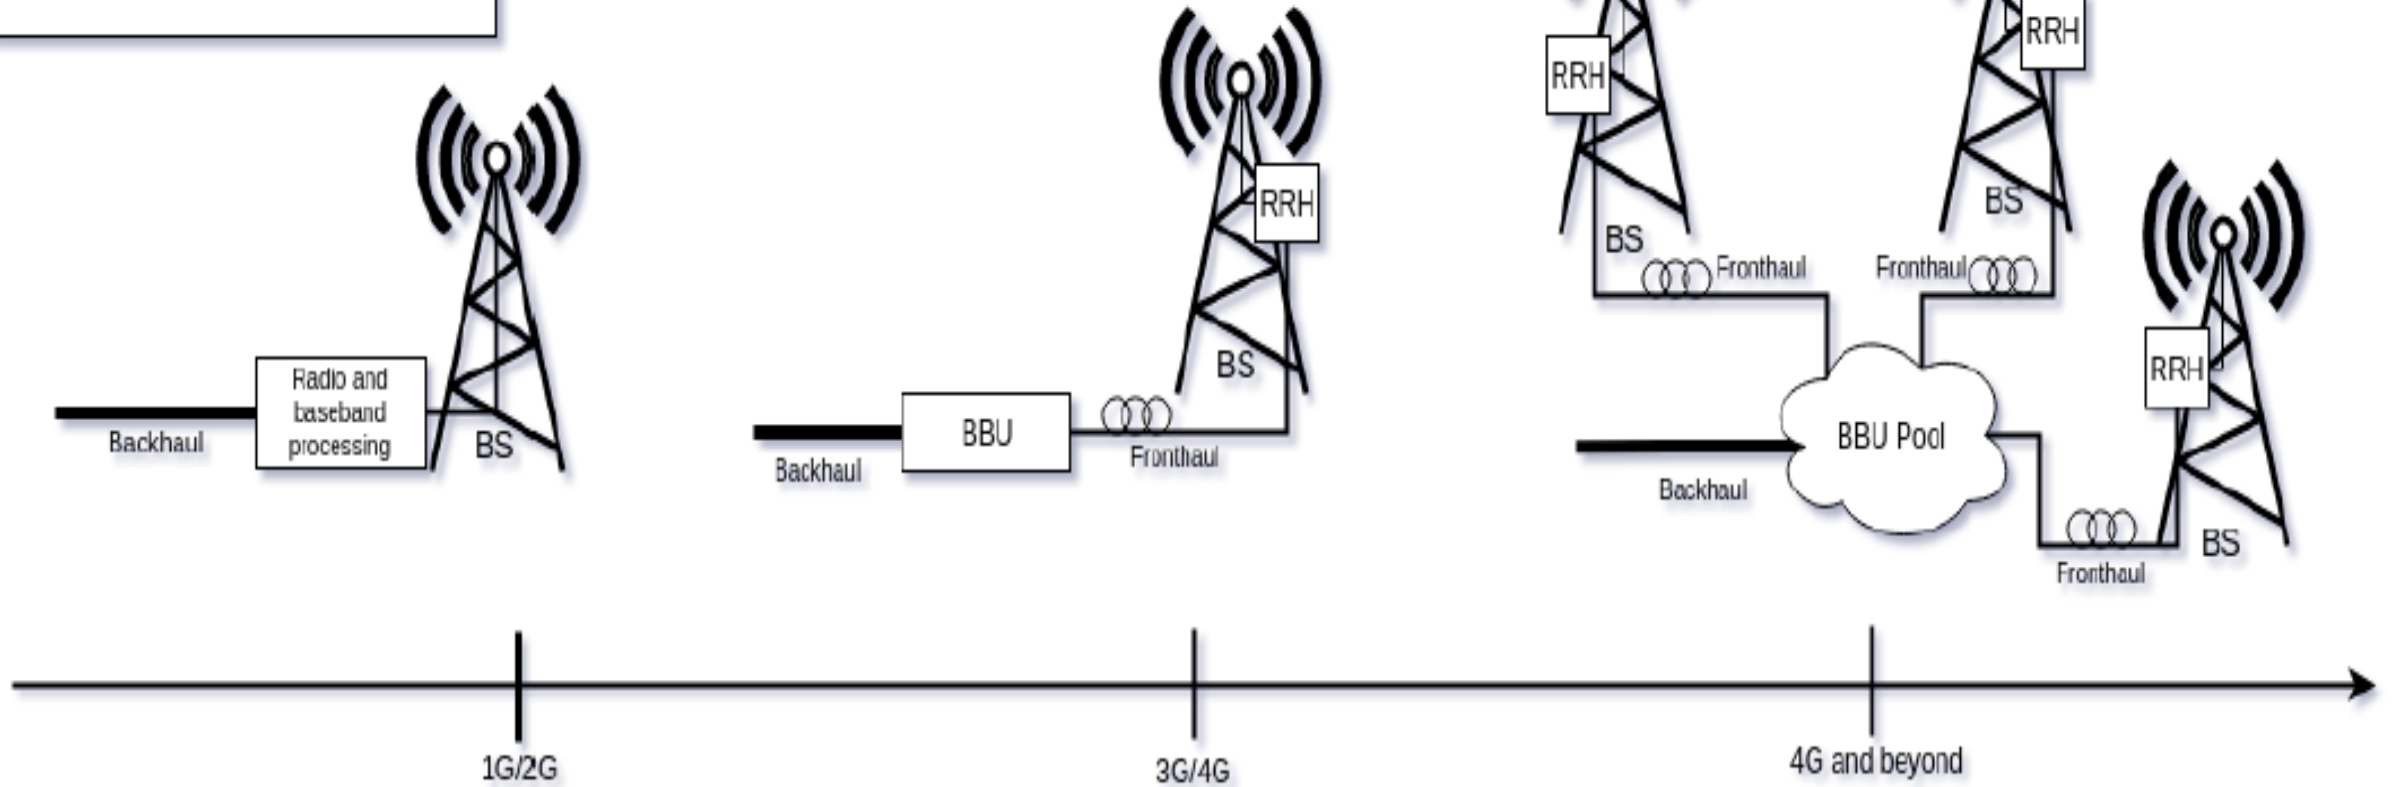 RRH
RRH
RRH
BS
BS
Fronthaul
Fronthaul
RRH
Radio and
baseband
processing
Backhaul
BS
BS
BBU
Backhaul
Fronthaul
BBU Pool
Backhaul
BS
Fronthaul
1G/2G
3G/4G
4G and beyond